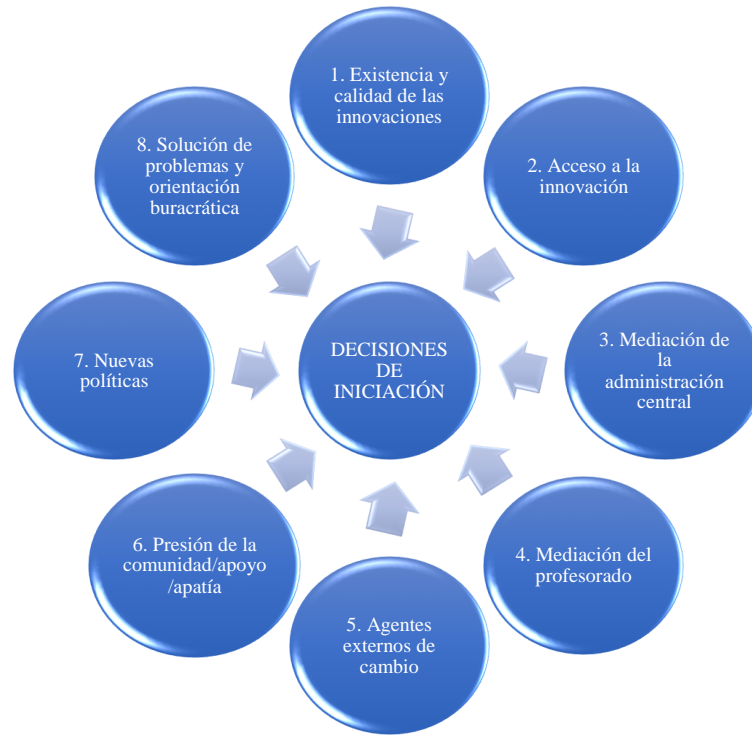 1. Existencia y
calidad de las
innovaciones
2. Acceso a la
innovación
3. Mediación de
la
administración
central
4. Mediación del
profesorado
5. Agentes
externos de
cambio
6. Presión de la
comunidad/apoyo
/apatía
7. Nuevas
políticas
8. Solución de
problemas y
orientación
buracrática
DECISIONES
DE
INICIACIÓN